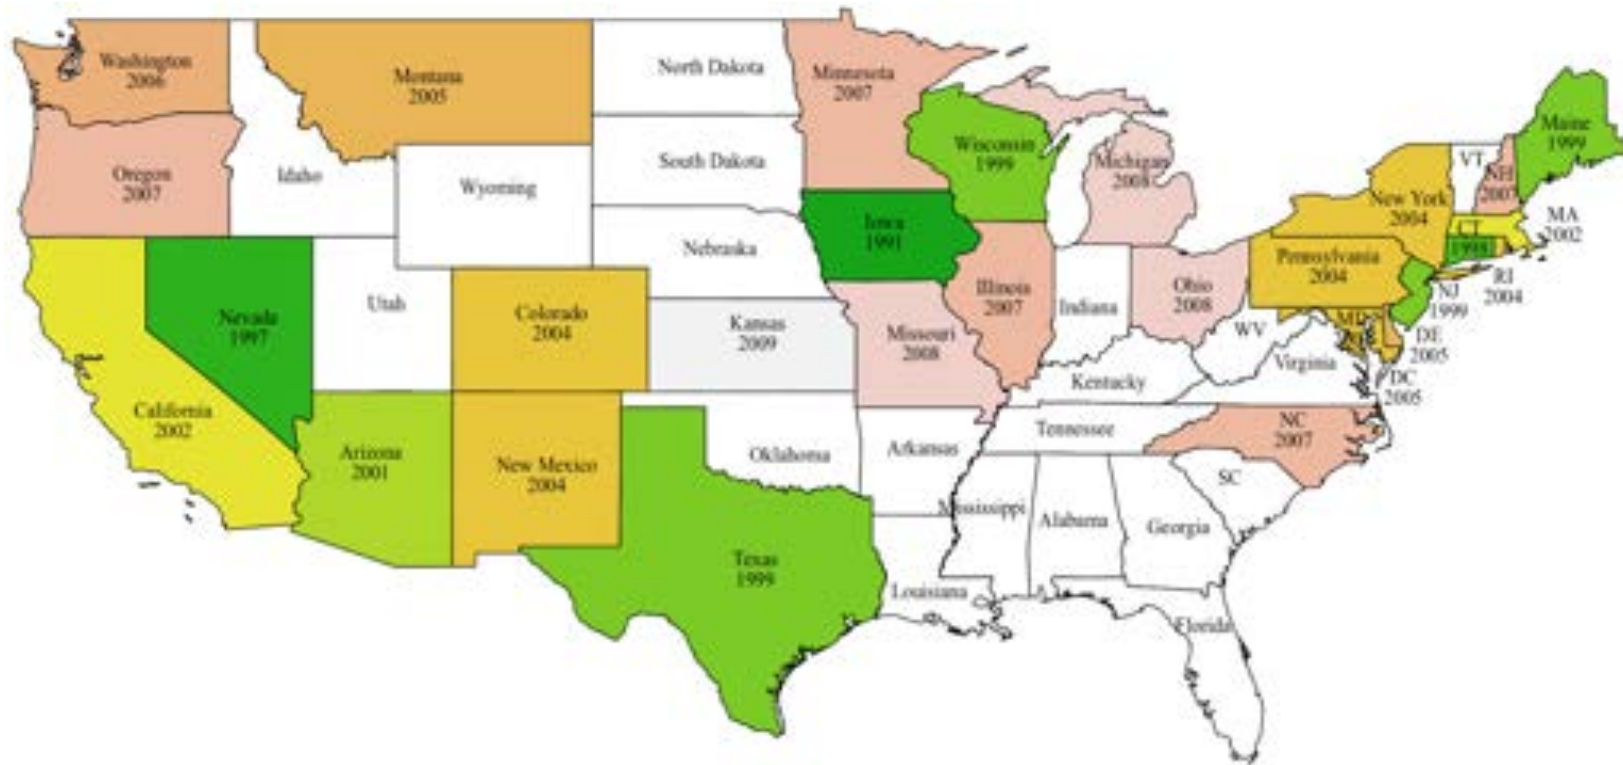 Washington
2006
Montana
2005
North Dakota
Minnesota
2007
Oregon
2007
Idaho
Wyoming
South Dakota
Wisconsin
1999
Michigan
2008
Maine
1999
VT
NH
2007
New York
2004
MA
2002
CT
1998
Iowa
1991
Nebraska
Nevada
1997
Utah
Colorado
2004
Kansas
2009
Missouri
2008
Illinois
2007
Indiana
Ohio
2008
Pennsylvania
2004
RI
2004
NJ
1999
MD
DE
2005
DC
2005
WV
Virginia
Kentucky
California
2002
Arizona
2001
New Mexico
2004
Oklahoma
Arkansas
Tennessee
NC
2007
SC
Mississippi
Alabama
Georgia
Texas
1999
Louisiana
Florida